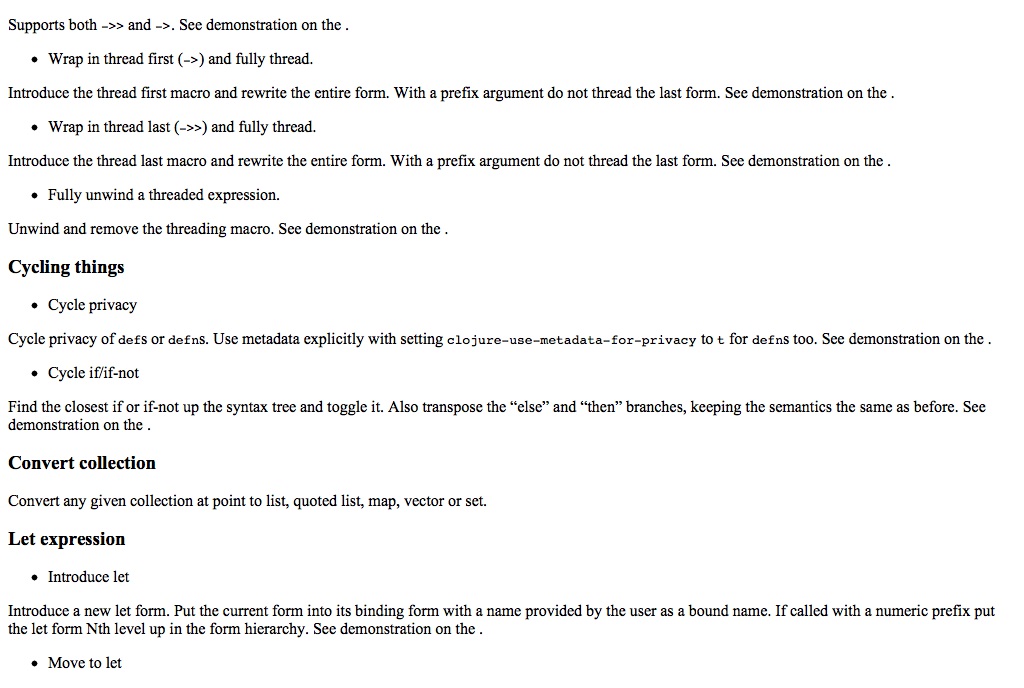 Supports both ->> and ->. See demonstration on the .
• Wrap in thread first (->) and fully thread.
Introduce the thread first macro and rewrite the entire form. With a prefix argument do not thread the last form. See demonstration on the .
• Wrap in thread last (->>) and fully thread.
Introduce the thread last macro and rewrite the entire form. With a prefix argument do not thread the last form. See demonstration on the .
• Fully unwind a threaded expression.
Unwind and remove the threading macro. See demonstration on the .
Cycling things
• Cycle privacy
Cycle privacy of defs or defns. Use metadata explicitly with setting clojure-use-metadata-for-privacy to t for defns too. See demonstration on the .
• Cycle if/if-not
Find the closest if or if-not up the syntax tree and toggle it. Also transpose the “else” and “then” branches, keeping the semantics the same as before. See
demonstration on the .
Convert collection
Convert any given collection at point to list, quoted list, map, vector or set.
Let expression
• Introduce let
Introduce a new let form. Put the current form into its binding form with a name provided by the user as a bound name. If called with a numeric prefix put
the let form Nth level up in the form hierarchy. See demonstration on the .
• Move to let